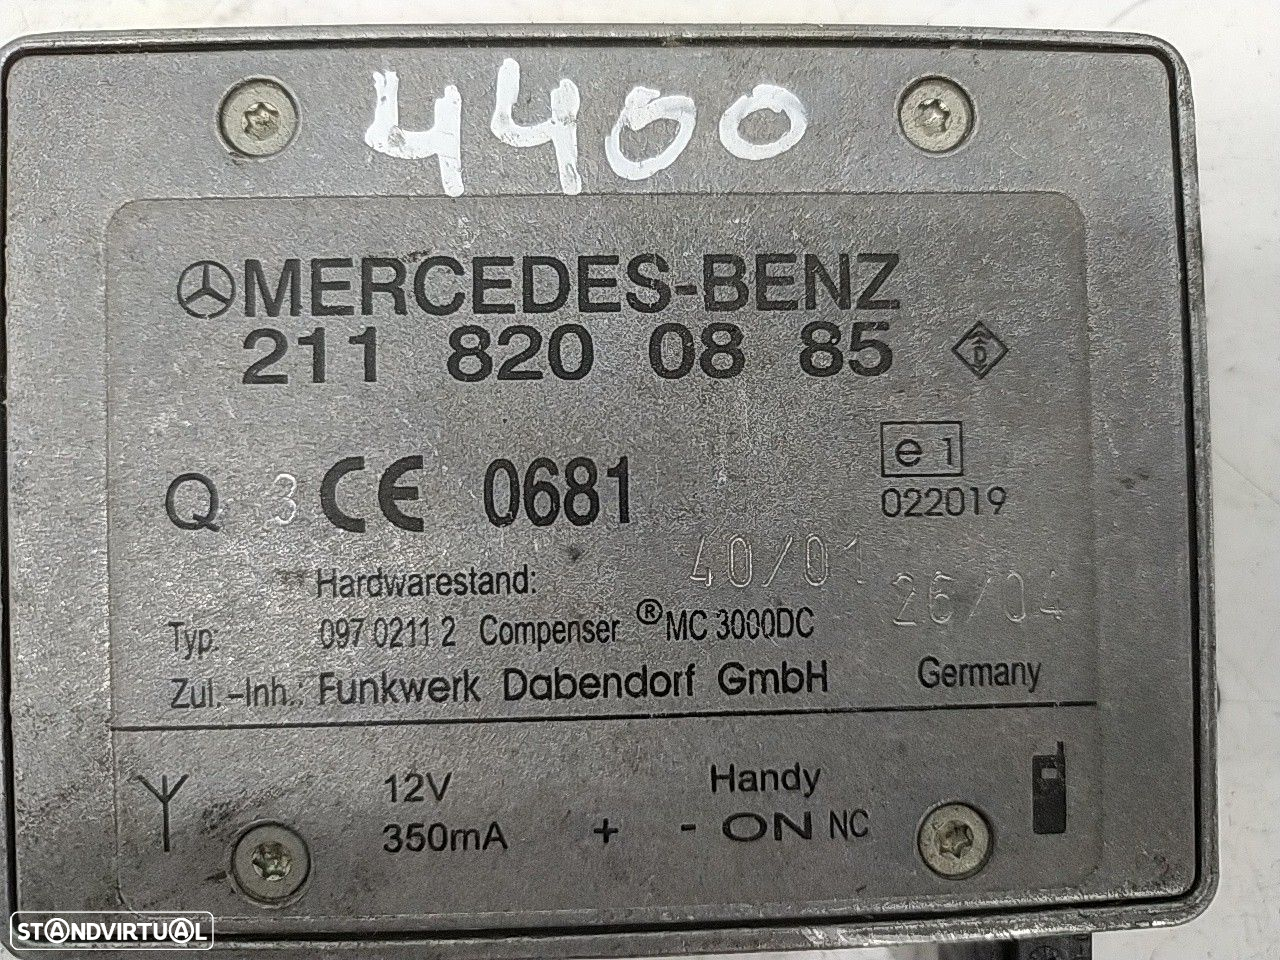 4400
MERCEDES-BENZ
211 820 08 85
D
e1
022019
Q 3 CE 0681
Hardwarestand: 40/01
26/04
Typ: 097 0211 2 Compenser ® MC 3000DC
Zul.-Inh.: Funkwerk Dabendorf GmbH Germany
12V Handy
350mA + - ON NC
STANDVIRTUAL